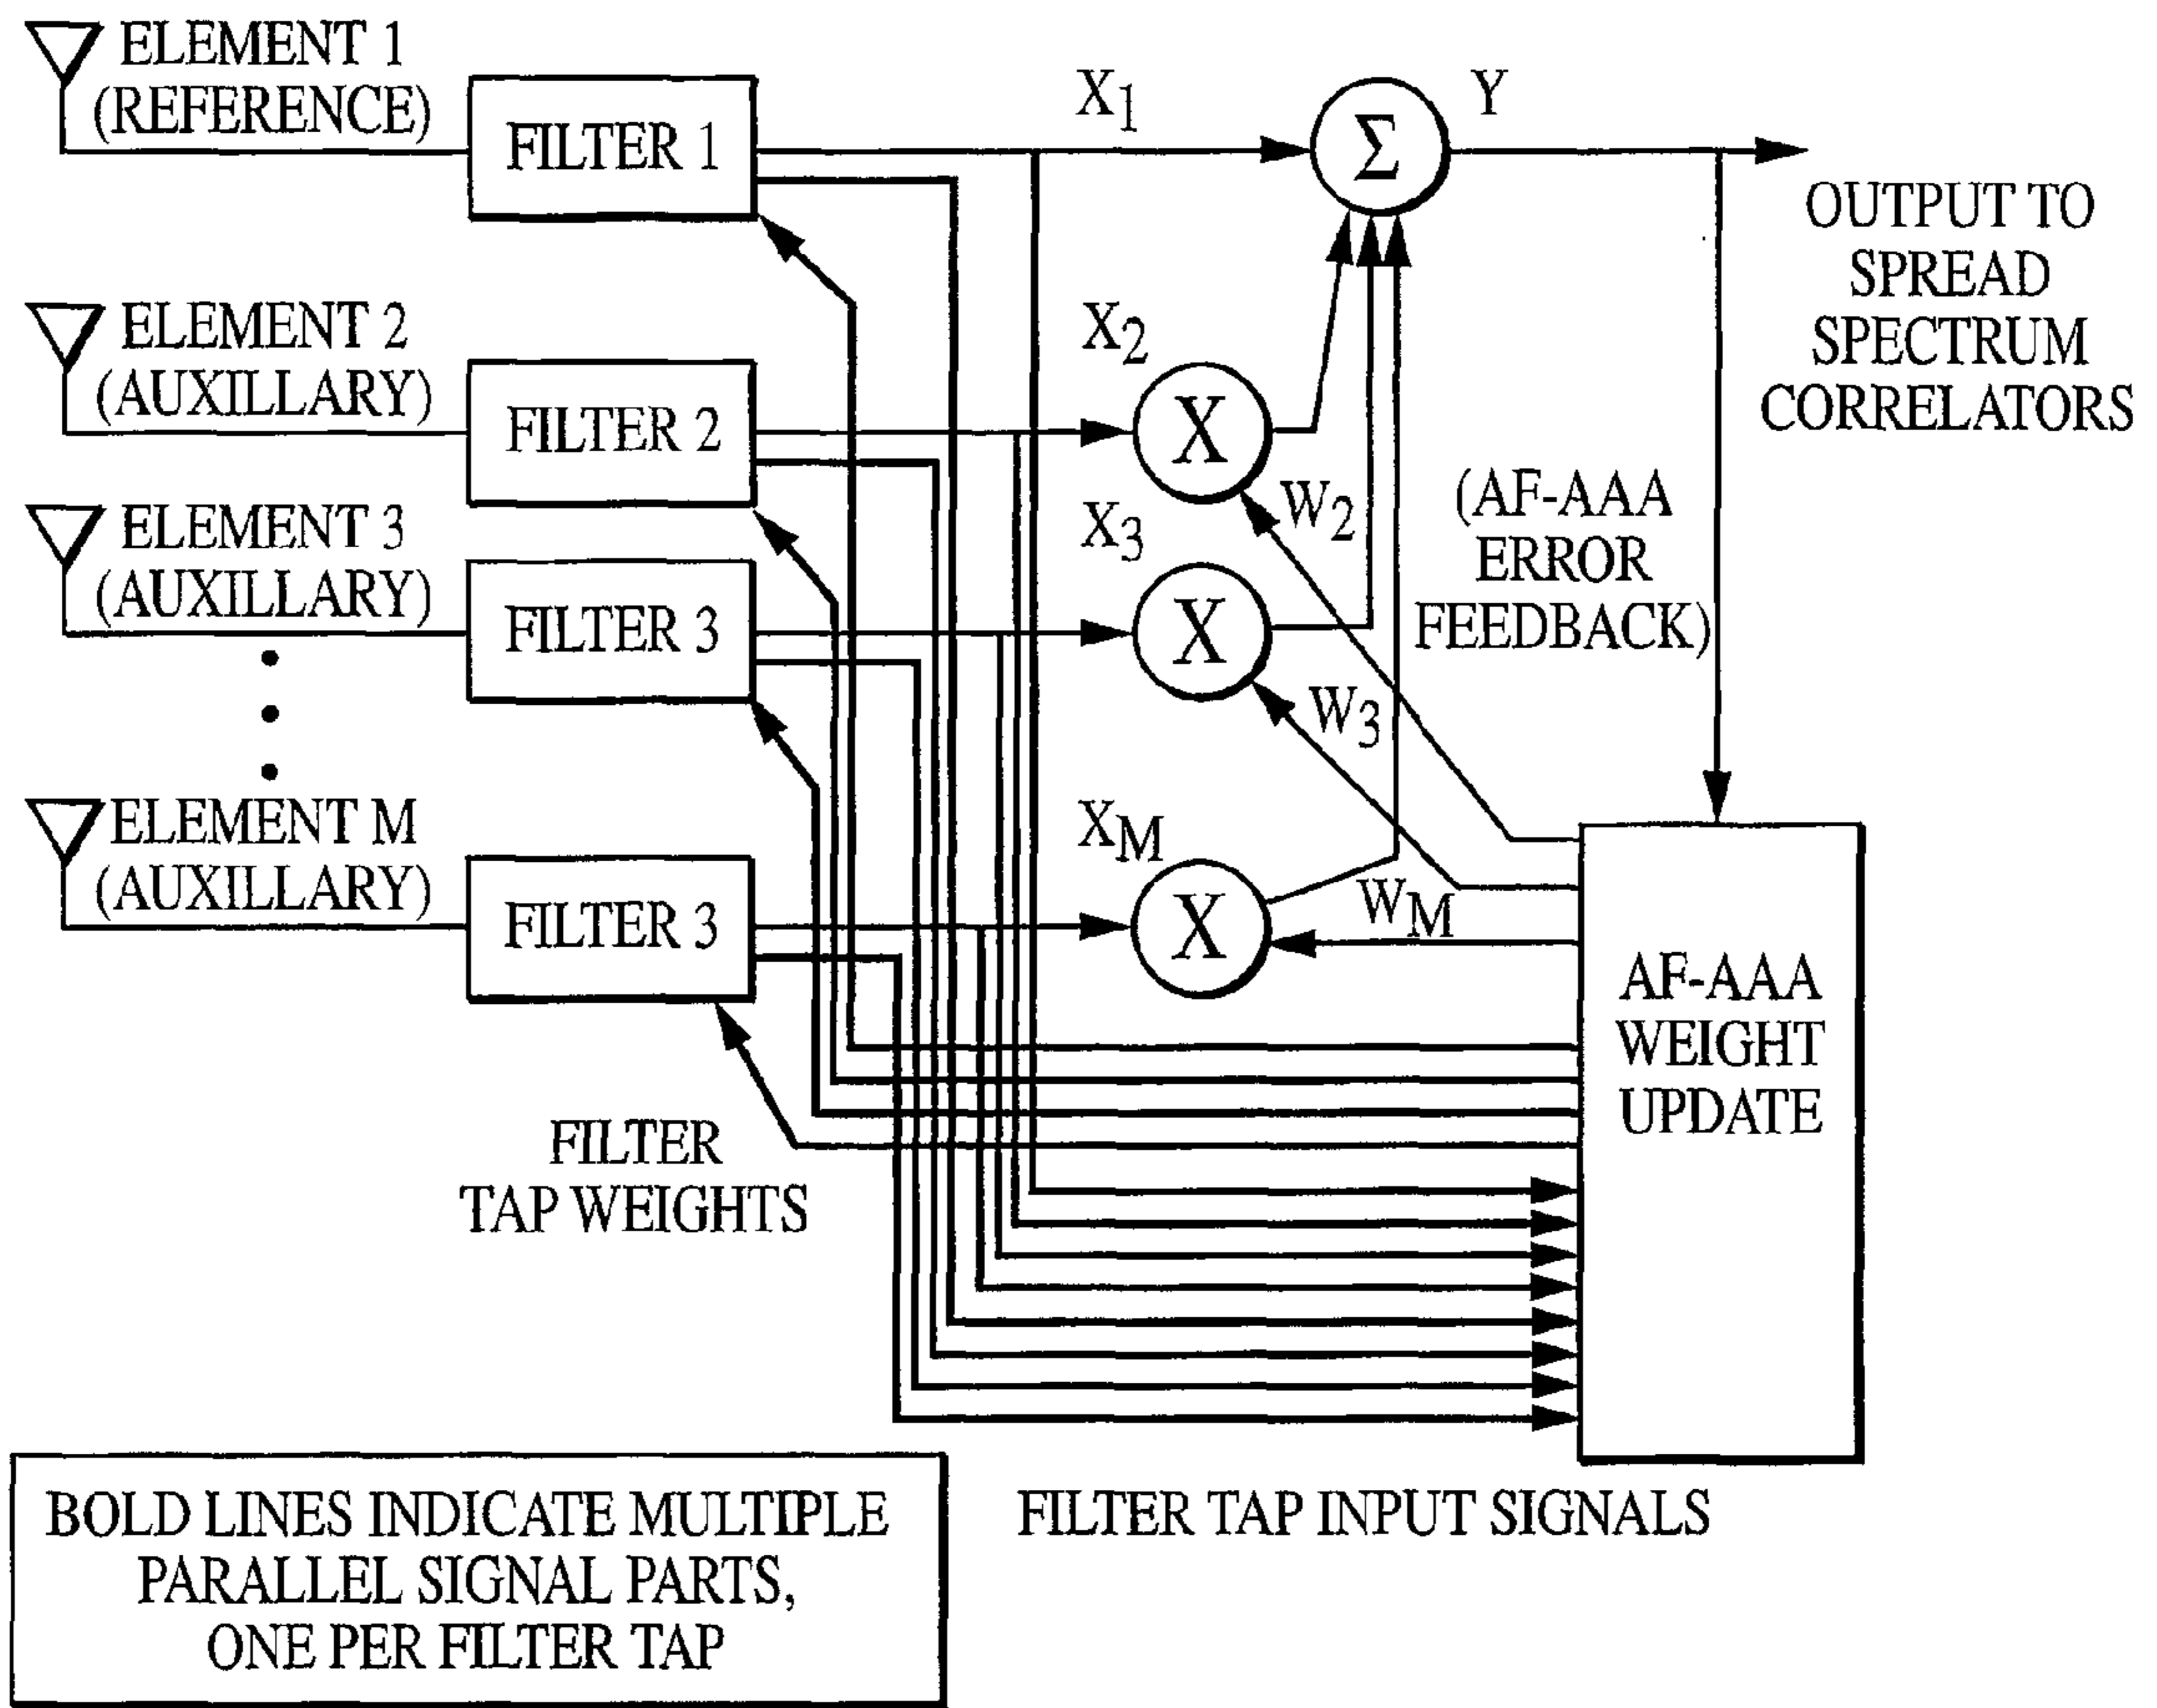 ELEMENT 1
(REFERENCE)
FILTER 1
X1
Σ
Y
OUTPUT TO
SPREAD
SPECTRUM
CORRELATORS
ELEMENT 2
(AUXILLARY)
FILTER 2
X2
X
W2
(AF-AAA
ERROR
FEEDBACK)
ELEMENT 3
(AUXILLARY)
FILTER 3
X3
X
W3
ELEMENT M
(AUXILLARY)
FILTER 3
XM
X
WM
AF-AAA
WEIGHT
UPDATE
FILTER
TAP WEIGHTS
FILTER TAP INPUT SIGNALS
BOLD LINES INDICATE MULTIPLE
PARALLEL SIGNAL PARTS,
ONE PER FILTER TAP